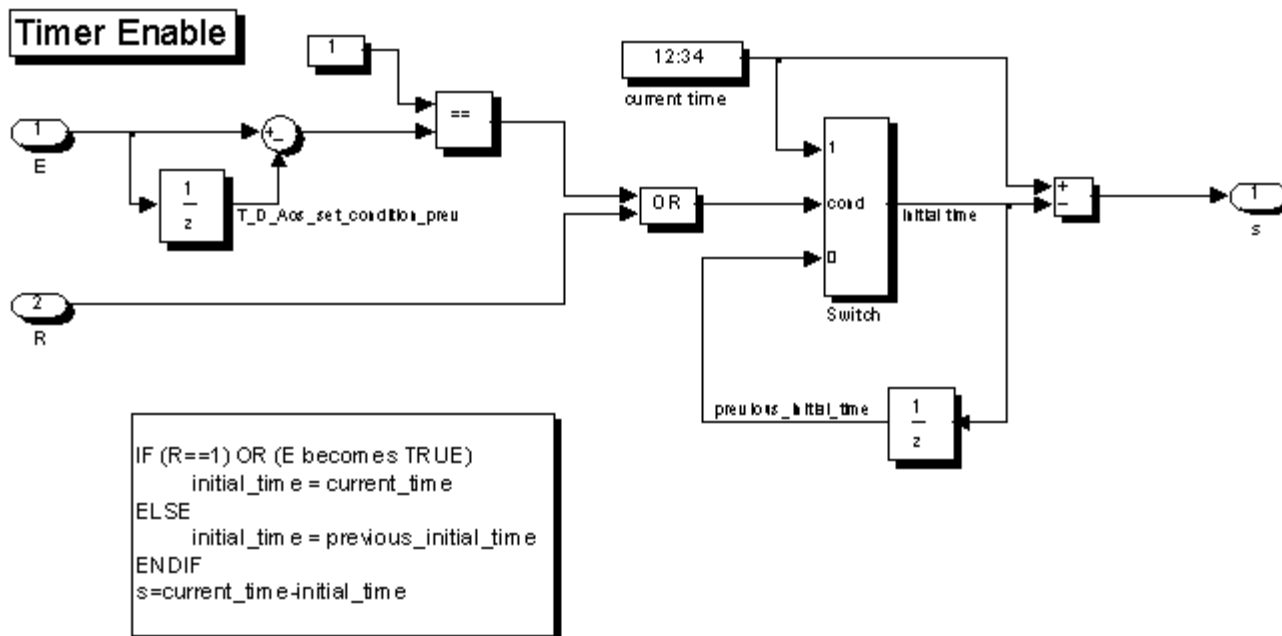 Timer Enable
1
12:34
current time
1
E
+
-
==
1
z
T_D_Aos_set_condition_prev
OR
1
cond
0
Switch
initial time
+
-
1
s
2
R
previous_initial_time
1
z
IF (R==1) OR (E becomes TRUE)
initial_time = current_time
ELSE
initial_time = previous_initial_time
ENDIF
s=current_time-initial_time